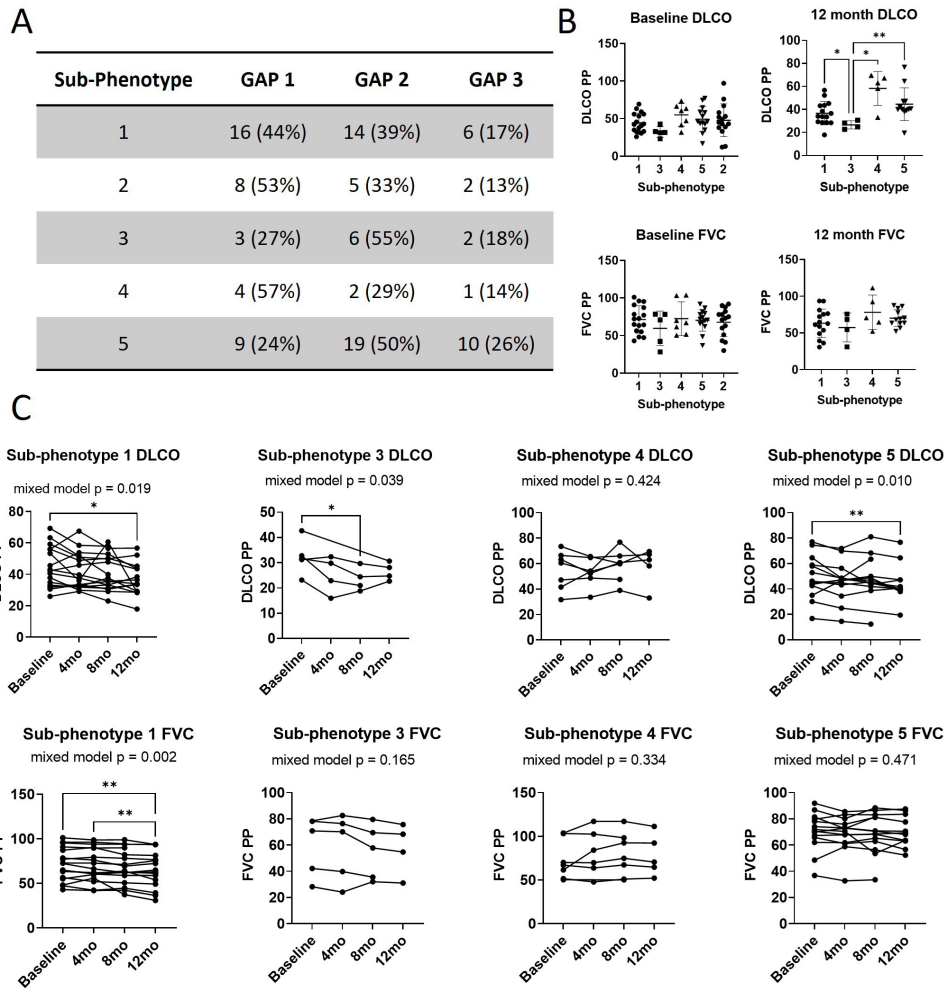 A
Sub-Phenotype GAP 1 GAP 2 GAP 3
1 16 (44%) 14 (39%) 6 (17%)
2 8 (53%) 5 (33%) 2 (13%)
3 3 (27%) 6 (55%) 2 (18%)
4 4 (57%) 2 (29%) 1 (14%)
5 9 (24%) 19 (50%) 10 (26%)
B
Baseline DLCO
DLCO PP
150
100
50
0
1 3 4 5 2
Sub-phenotype
12 month DLCO
DLCO PP
100
80
60
40
20
0
* * **
1 3 4 5
Sub-phenotype
Baseline FVC
FVC PP
150
100
50
0
1 3 4 5 2
Sub-phenotype
12 month FVC
FVC PP
150
100
50
0
1 3 4 5
Sub-phenotype
C
Sub-phenotype 1 DLCO
mixed model p = 0.019
*
80
60
40
20
0
PP
Baseline 4mo 8mo 12mo
Sub-phenotype 3 DLCO
mixed model p = 0.039
*
DLCO PP
50
40
30
20
10
0
Baseline 4mo 8mo 12mo
Sub-phenotype 4 DLCO
mixed model p = 0.424
DLCO PP
100
80
60
40
20
0
Baseline 4mo 8mo 12mo
Sub-phenotype 5 DLCO
mixed model p = 0.010
**
DLCO PP
100
80
60
40
20
0
Baseline 4mo 8mo 12mo
Sub-phenotype 1 FVC
mixed model p = 0.002
**
**
PP
150
100
50
0
Baseline 4mo 8mo 12mo
Sub-phenotype 3 FVC
mixed model p = 0.165
FVC PP
100
80
60
40
20
0
Baseline 4mo 8mo 12mo
Sub-phenotype 4 FVC
mixed model p = 0.334
FVC PP
150
100
50
0
Baseline 4mo 8mo 12mo
Sub-phenotype 5 FVC
mixed model p = 0.471
FVC PP
100
80
60
40
20
0
Baseline 4mo 8mo 12mo